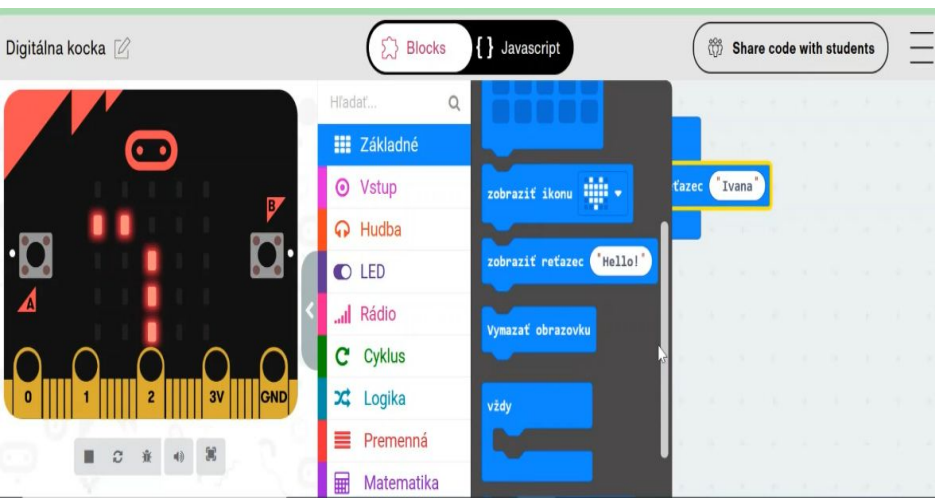 Digitálna kocka
Blocks
{ } Javascript
Share code with students
Hľadať...
Základné
Vstup
Hudba
LED
Rádio
Cyklus
Logika
Premenná
Matematika
zobraziť ikonu
zobraziť reťazec "Hello!"
Vymazať obrazovku
vždy
ťazec "Ivana"
B
A
0 1 2 3V GND